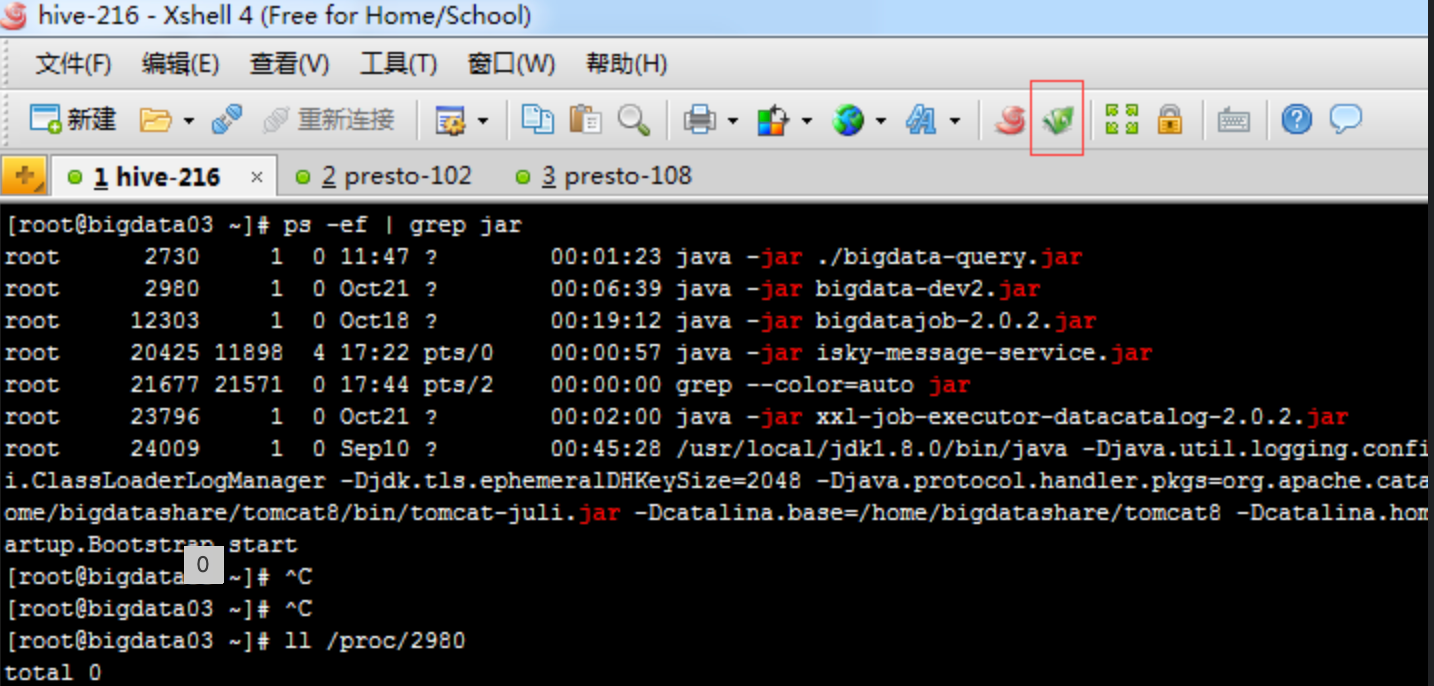 hive-216 - Xshell 4 (Free for Home/School)
文件(F) 编辑(E) 查看(V) 工具(T) 窗口(W) 帮助(H)
新建 重新连接
1 hive-216 × 2 presto-102 3 presto-108
[root@bigdata03 ~]# ps -ef | grep jar
root 2730 1 0 11:47 ? 00:01:23 java -jar ./bigdata-query.jar
root 2980 1 0 Oct21 ? 00:06:39 java -jar bigdata-dev2.jar
root 12303 1 0 Oct18 ? 00:19:12 java -jar bigdatajob-2.0.2.jar
root 20425 11898 4 17:22 pts/0 00:00:57 java -jar isky-message-service.jar
root 21677 21571 0 17:44 pts/2 00:00:00 grep --color=auto jar
root 23796 1 0 Oct21 ? 00:02:00 java -jar xxl-job-executor-datacatalog-2.0.2.jar
root 24009 1 0 Sep10 ? 00:45:28 /usr/local/jdk1.8.0/bin/java -Djava.util.logging.confi
i.ClassLoaderLogManager -Djdk.tls.ephemeralDHKeySize=2048 -Djava.protocol.handler.pkgs=org.apache.cata
ome/bigdatashare/tomcat8/bin/tomcat-juli.jar -Dcatalina.base=/home/bigdatashare/tomcat8 -Dcatalina.hom
artup.Bootstrap start
0
[root@bigdata ~]# ^C
[root@bigdata03 ~]# ^C
[root@bigdata03 ~]# ll /proc/2980
total 0